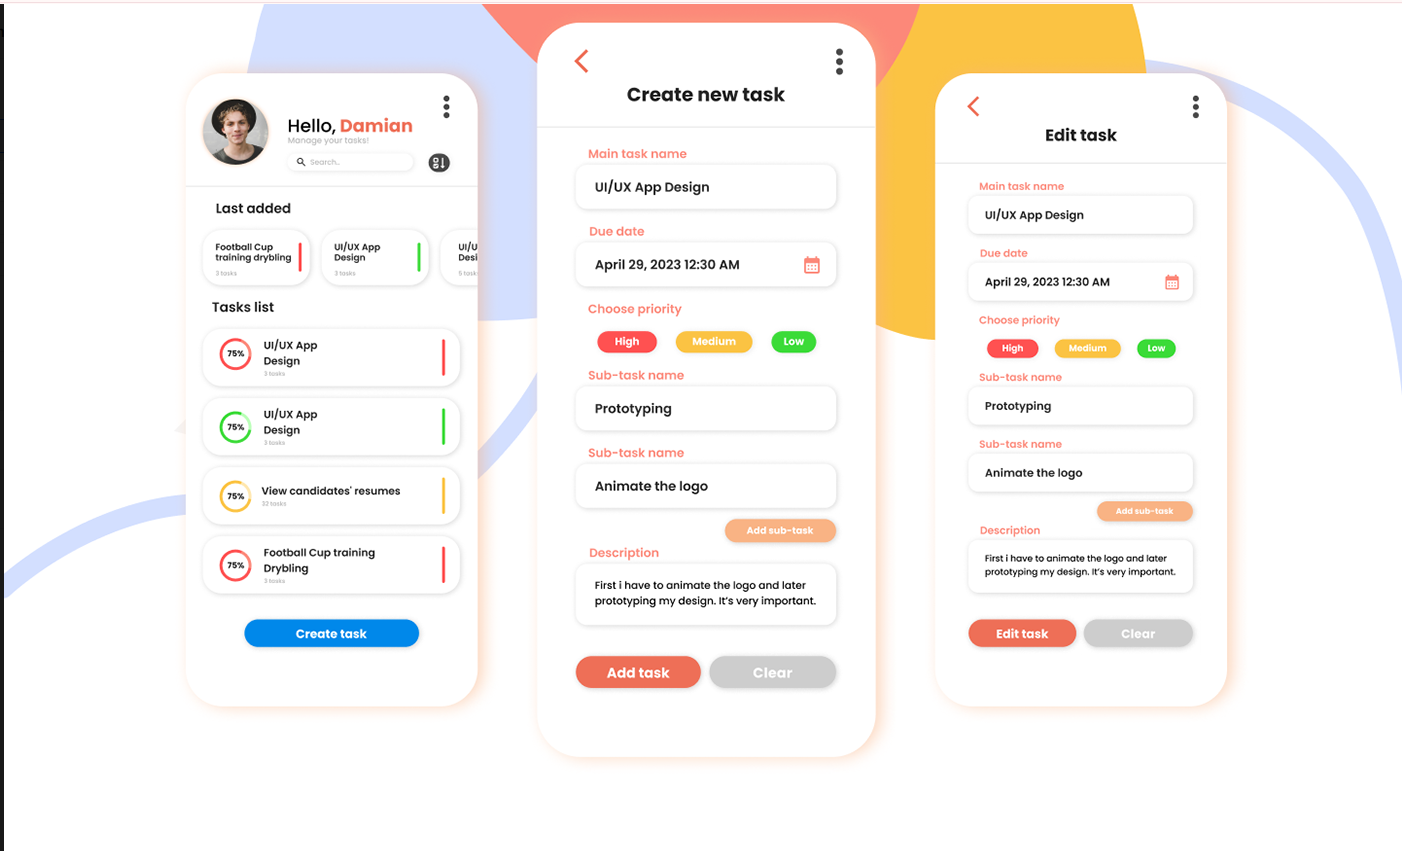 Hello, Damian
Manage your tasks!
Search..
Last added
Football Cup
training drybling
3 tasks
UI/UX App
Design
3 tasks
UI/U
Desi
5 task
Tasks list
75%
UI/UX App
Design
3 tasks
75%
UI/UX App
Design
3 tasks
75%
View candidates' resumes
32 tasks
75%
Football Cup training
Drybling
3 tasks
Create task
Create new task
Main task name
UI/UX App Design
Due date
April 29, 2023 12:30 AM
Choose priority
High
Medium
Low
Sub-task name
Prototyping
Sub-task name
Animate the logo
Add sub-task
Description
First i have to animate the logo and later
prototyping my design. It's very important.
Add task
Clear
Edit task
Main task name
UI/UX App Design
Due date
April 29, 2023 12:30 AM
Choose priority
High
Medium
Low
Sub-task name
Prototyping
Sub-task name
Animate the logo
Add sub-task
Description
First i have to animate the logo and later
prototyping my design. It's very important.
Edit task
Clear